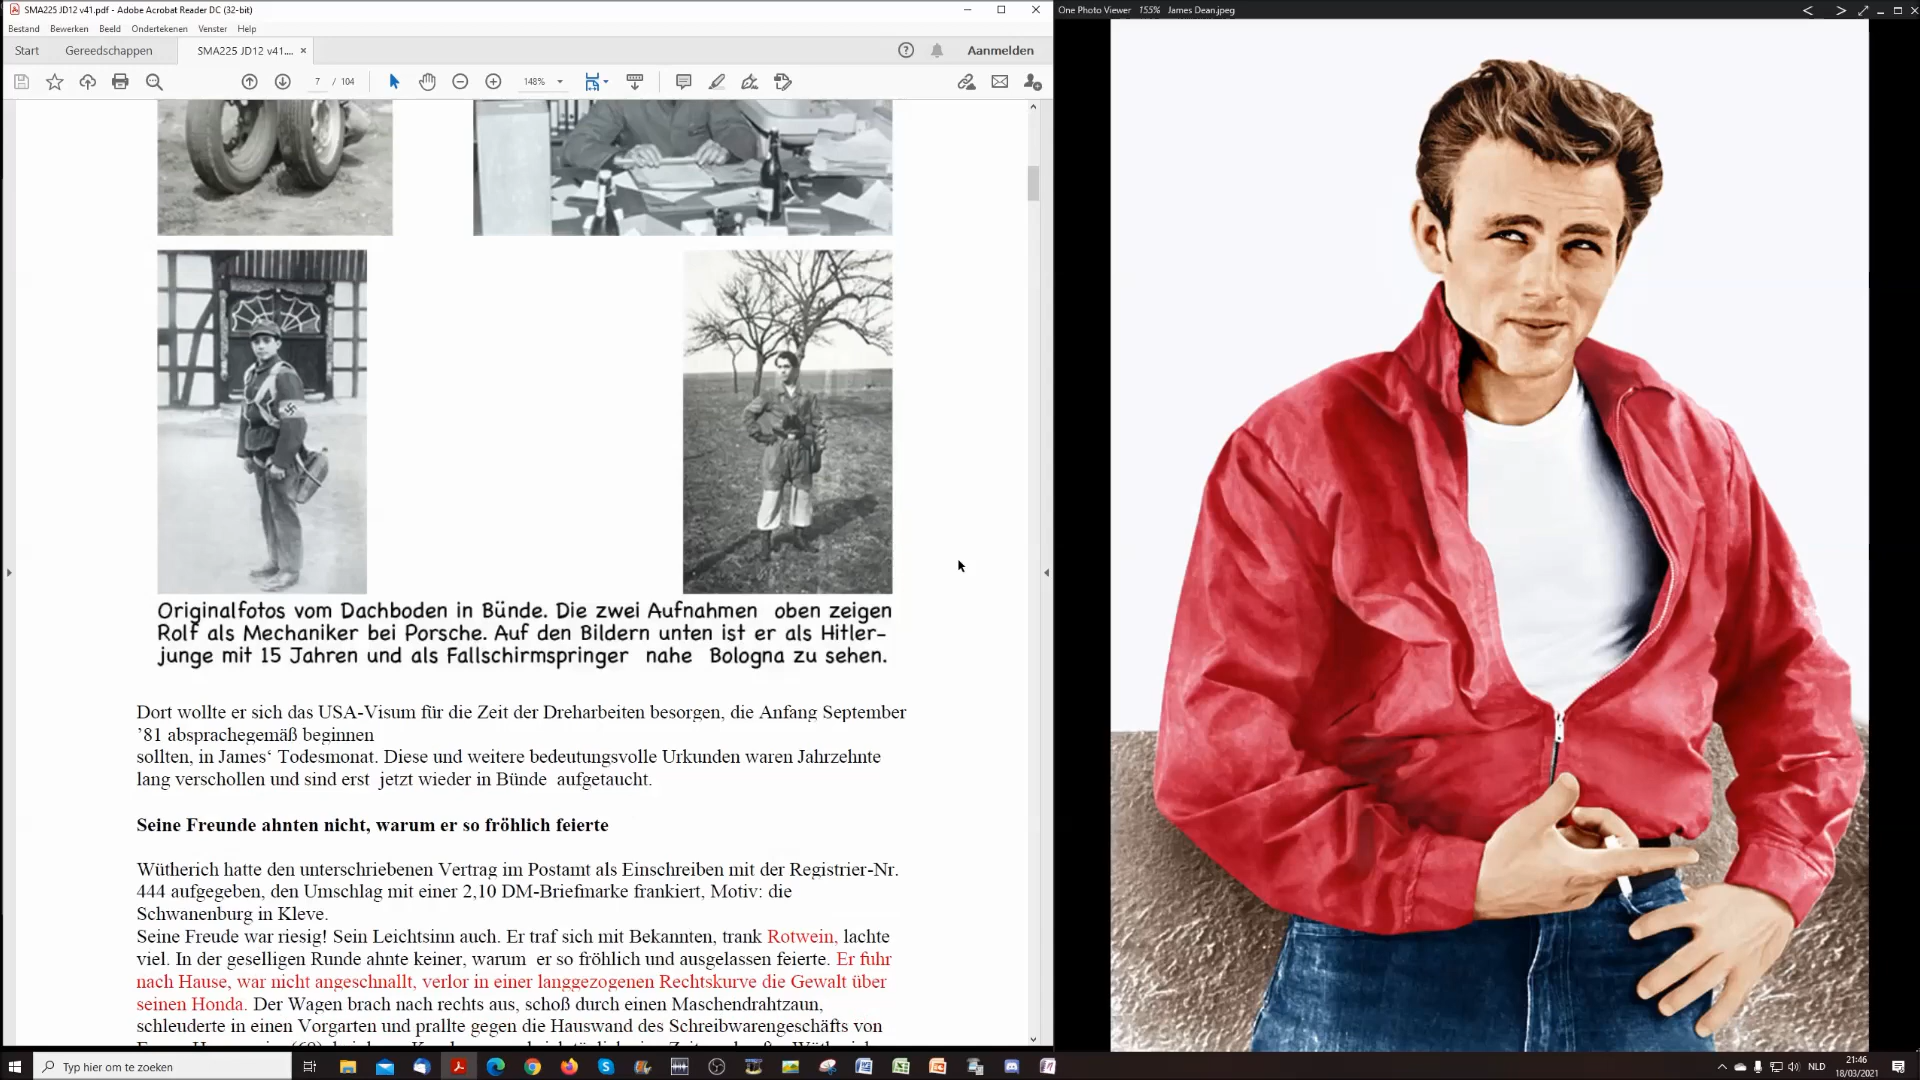 SMA225 JD12 v41.pdf - Adobe Acrobat Reader DC (32-bit)
One Photo Viewer 155% James Dean.jpeg
Bestand Bewerken Beeld Ondertekenen Venster Help
Start Gereedschappen SMA225 JD12 v41....
Aanmelden
7 / 104 148%
Originalfotos vom Dachboden in Bünde. Die zwei Aufnahmen oben zeigen
Rolf als Mechaniker bei Porsche. Auf den Bildern unten ist er als Hitler-
junge mit 15 Jahren und als Fallschirmspringer nahe Bologna zu sehen.
Dort wollte er sich das USA-Visum für die Zeit der Dreharbeiten besorgen, die Anfang September
’81 absprachegemäß beginnen
sollten, in James‘ Todesmonat. Diese und weitere bedeutungsvolle Urkunden waren Jahrzehnte
lang verschollen und sind erst jetzt wieder in Bünde aufgetaucht.
Seine Freunde ahnten nicht, warum er so fröhlich feierte
Wütherich hatte den unterschriebenen Vertrag im Postamt als Einschreiben mit der Registrier-Nr.
444 aufgegeben, den Umschlag mit einer 2,10 DM-Briefmarke frankiert, Motiv: die
Schwanenburg in Kleve.
Seine Freude war riesig! Sein Leichtsinn auch. Er traf sich mit Bekannten, trank Rotwein, lachte
viel. In der geselligen Runde ahnte keiner, warum er so fröhlich und ausgelassen feierte. Er fuhr
nach Hause, war nicht angeschnallt, verlor in einer langgezogenen Rechtskurve die Gewalt über
seinen Honda. Der Wagen brach nach rechts aus, schoß durch einen Maschendrahtzaun,
schleuderte in einen Vorgarten und prallte gegen die Hauswand des Schreibwarengeschäfts von
Typ hier om te zoeken
NLD
21:46
18/03/2021